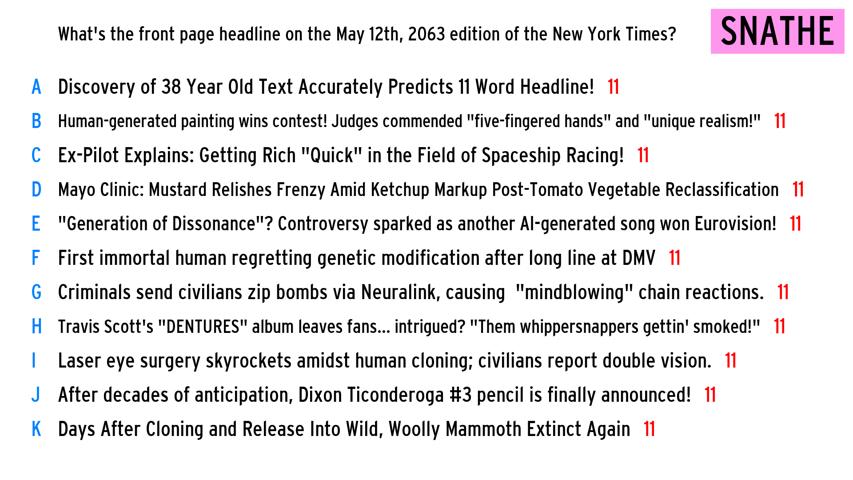 What's the front page headline on the May 12th, 2063 edition of the New York Times?
SNATHE
A Discovery of 38 Year Old Text Accurately Predicts 11 Word Headline! 11
B Human-generated painting wins contest! Judges commended "five-fingered hands" and "unique realism!" 11
C Ex-Pilot Explains: Getting Rich "Quick" in the Field of Spaceship Racing! 11
D Mayo Clinic: Mustard Relishes Frenzy Amid Ketchup Markup Post-Tomato Vegetable Reclassification 11
E "Generation of Dissonance"? Controversy sparked as another AI-generated song won Eurovision! 11
F First immortal human regretting genetic modification after long line at DMV 11
G Criminals send civilians zip bombs via Neuralink, causing  "mindblowing" chain reactions. 11
H Travis Scott's "DENTURES" album leaves fans... intrigued? "Them whippersnappers gettin' smoked!" 11
I Laser eye surgery skyrockets amidst human cloning; civilians report double vision. 11
J After decades of anticipation, Dixon Ticonderoga #3 pencil is finally announced! 11
K Days After Cloning and Release Into Wild, Woolly Mammoth Extinct Again 11